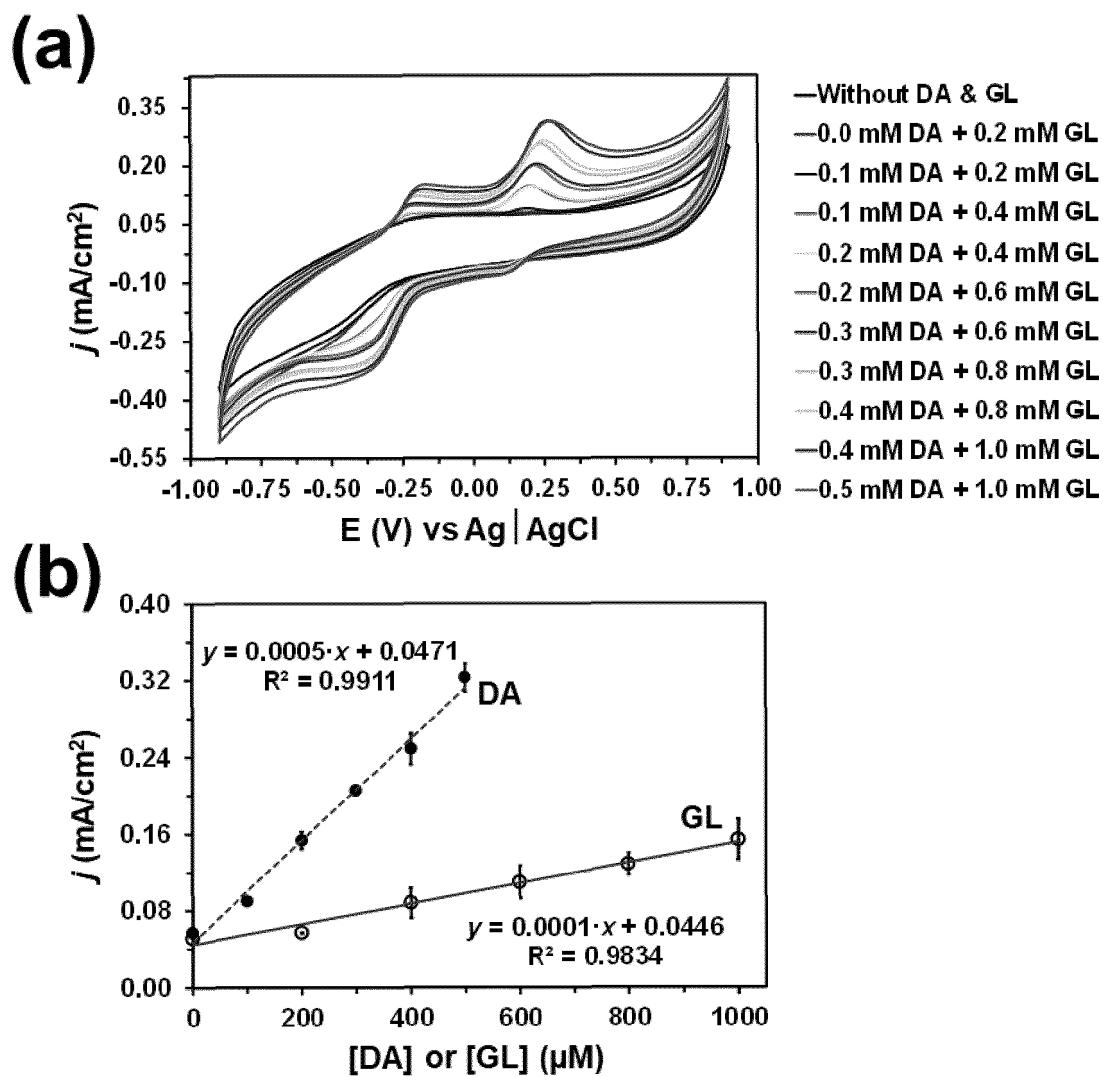 (a)
0.35
0.20
0.05
-0.10
-0.25
-0.40
-0.55
j (mA/cm²)
-1.00 -0.75 -0.50 -0.25 0.00 0.25 0.50 0.75 1.00
E (V) vs Ag | AgCl
Without DA & GL
0.0 mM DA + 0.2 mM GL
0.1 mM DA + 0.2 mM GL
0.1 mM DA + 0.4 mM GL
0.2 mM DA + 0.4 mM GL
0.2 mM DA + 0.6 mM GL
0.3 mM DA + 0.6 mM GL
0.3 mM DA + 0.8 mM GL
0.4 mM DA + 0.8 mM GL
0.4 mM DA + 1.0 mM GL
0.5 mM DA + 1.0 mM GL
(b)
0.40
0.32
0.24
0.16
0.08
0.00
j (mA/cm²)
y = 0.0005·x + 0.0471
R² = 0.9911
DA
GL
y = 0.0001·x + 0.0446
R² = 0.9834
0 200 400 600 800 1000
[DA] or [GL] (µM)